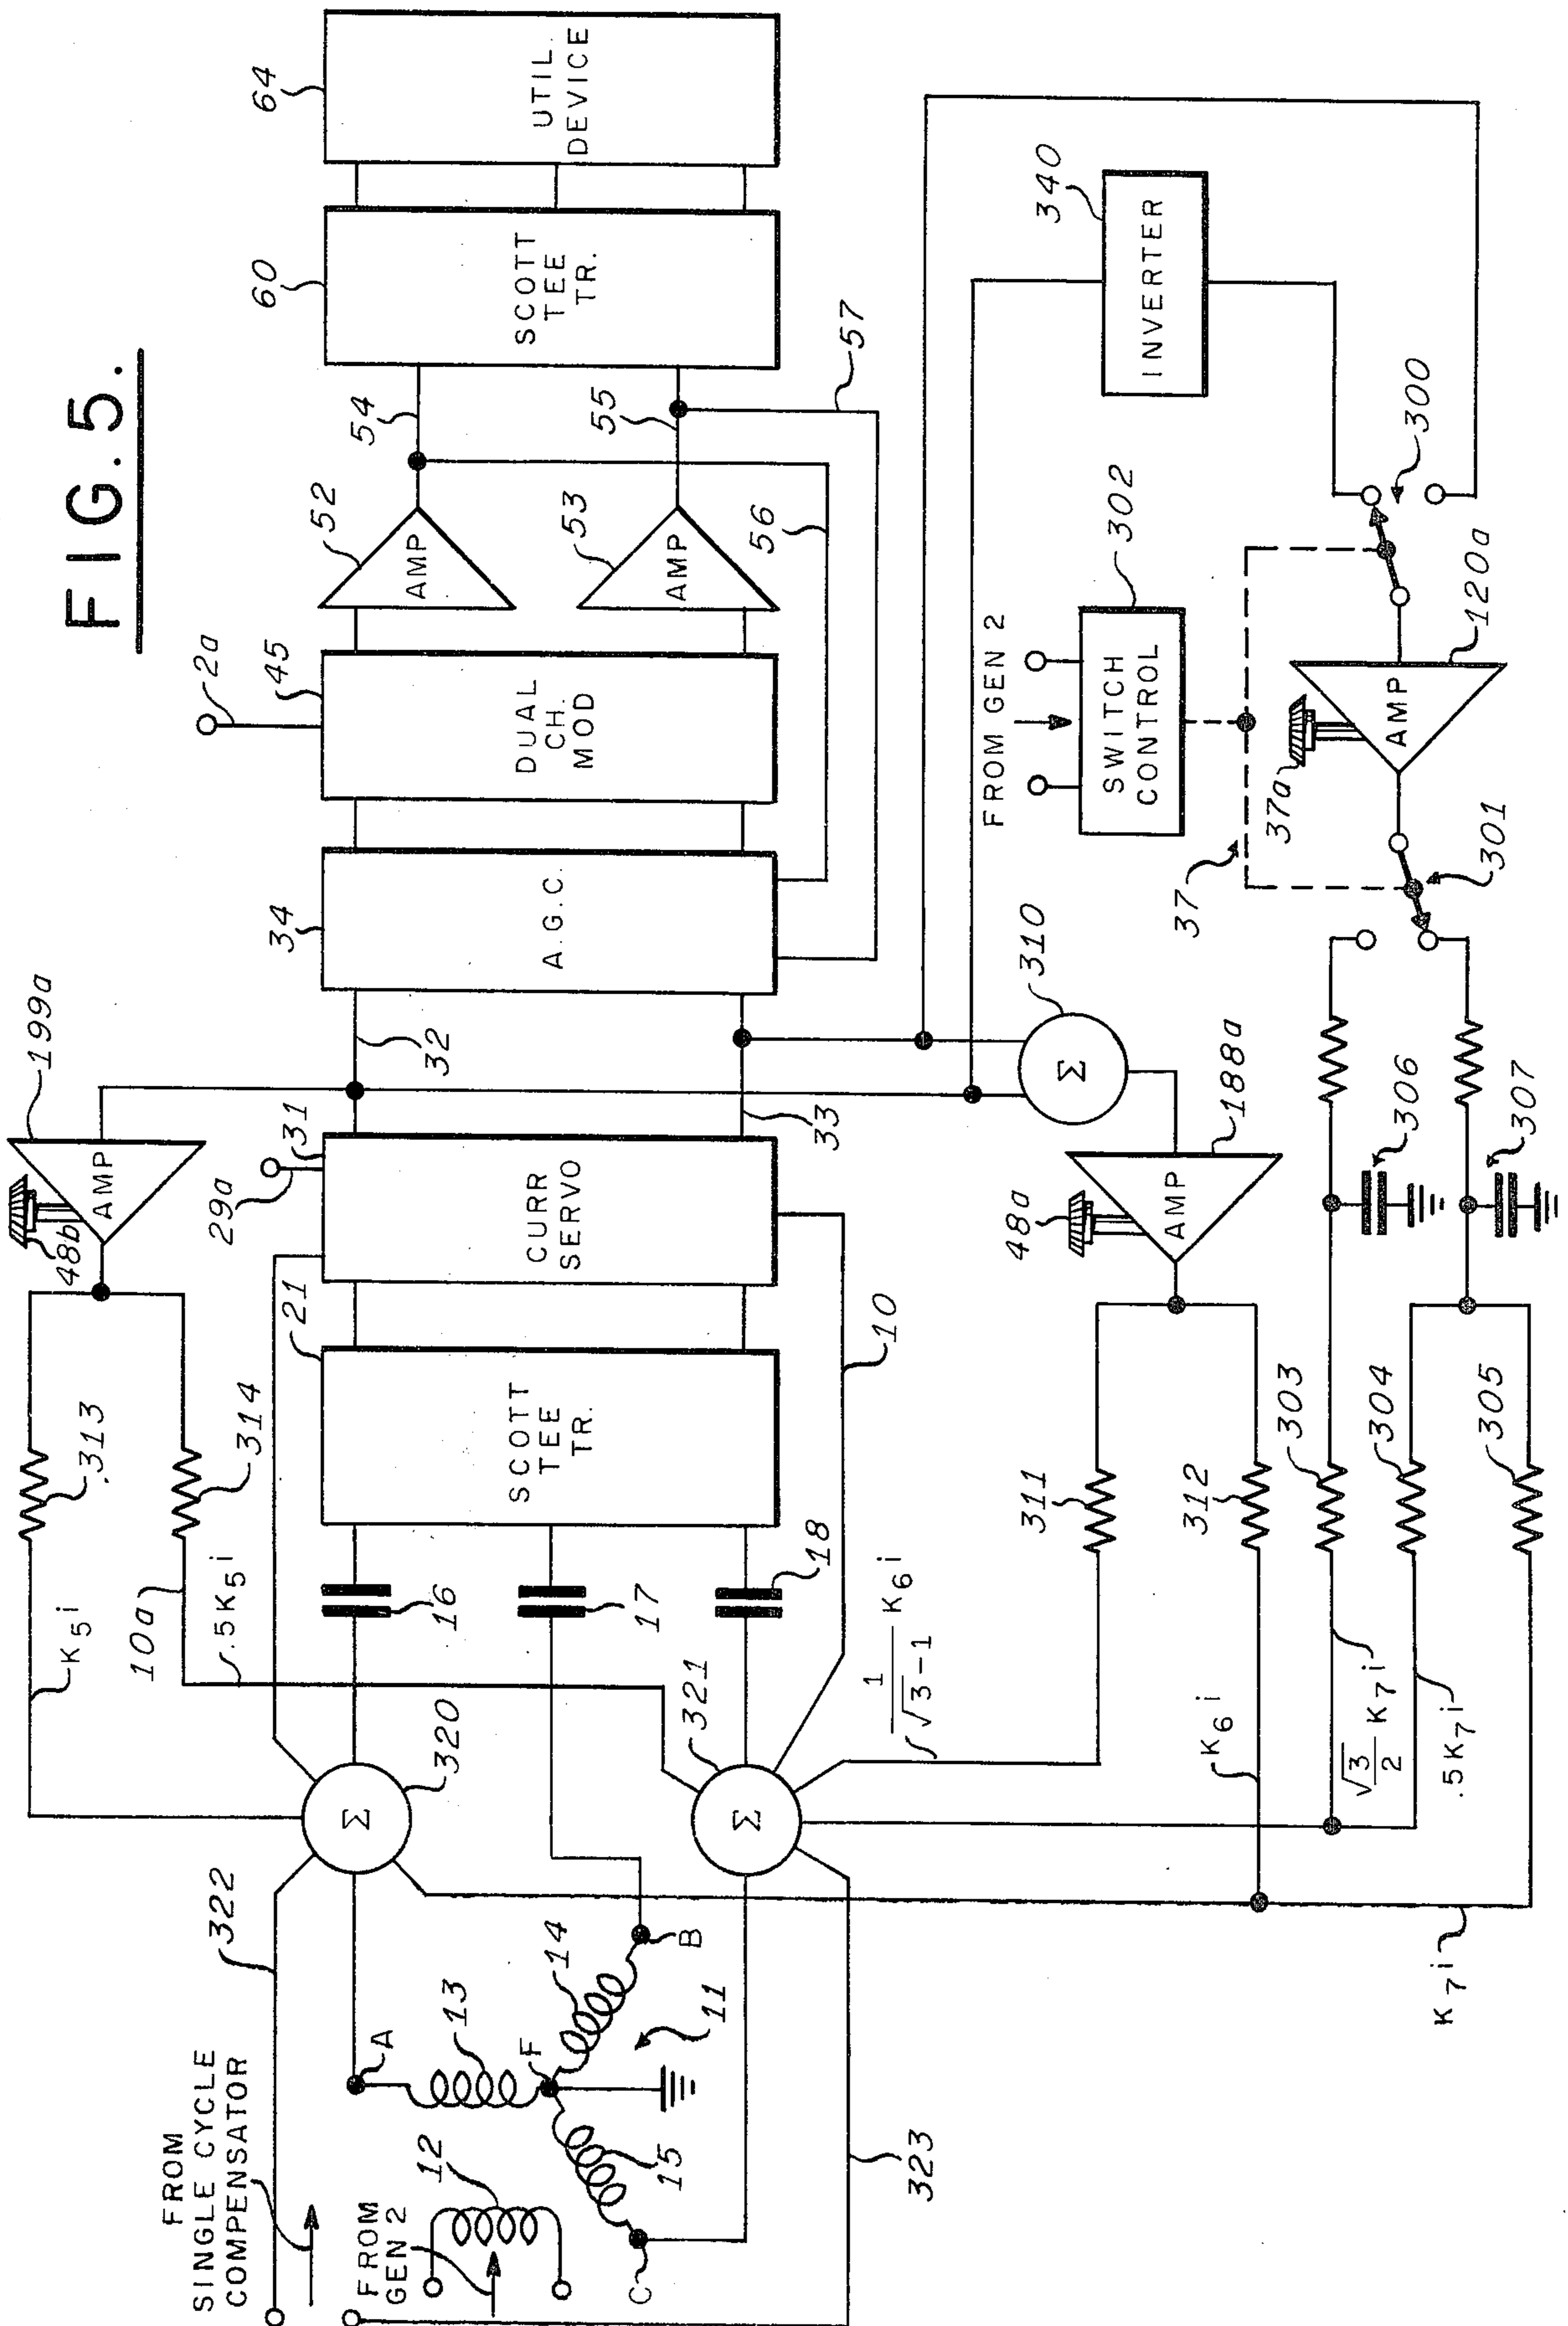 FIG.5.
FROM
SINGLE CYCLE
COMPENSATOR
322
FROM
GEN 2
12
A
13
F
14
B
15
C
11
323
320
Σ
321
Σ
K5i
10a
.5K5i
313
314
48b
AMP
199a
16
17
18
SCOTT
TEE
TR.
21
CURR
SERVO
29a
31
10
32
33
A.G.C.
34
DUAL
CH.
MOD
45
2a
AMP
52
AMP
53
54
55
56
57
SCOTT
TEE
TR.
60
UTIL.
DEVICE
64
1
√3-1
K6i
K6i
311
312
48a
AMP
188a
Σ
310
√3
2
K7i
.5K7i
K7i
303
304
305
306
307
37
301
37a
AMP
120a
300
FROM GEN 2
SWITCH
CONTROL
302
INVERTER
340